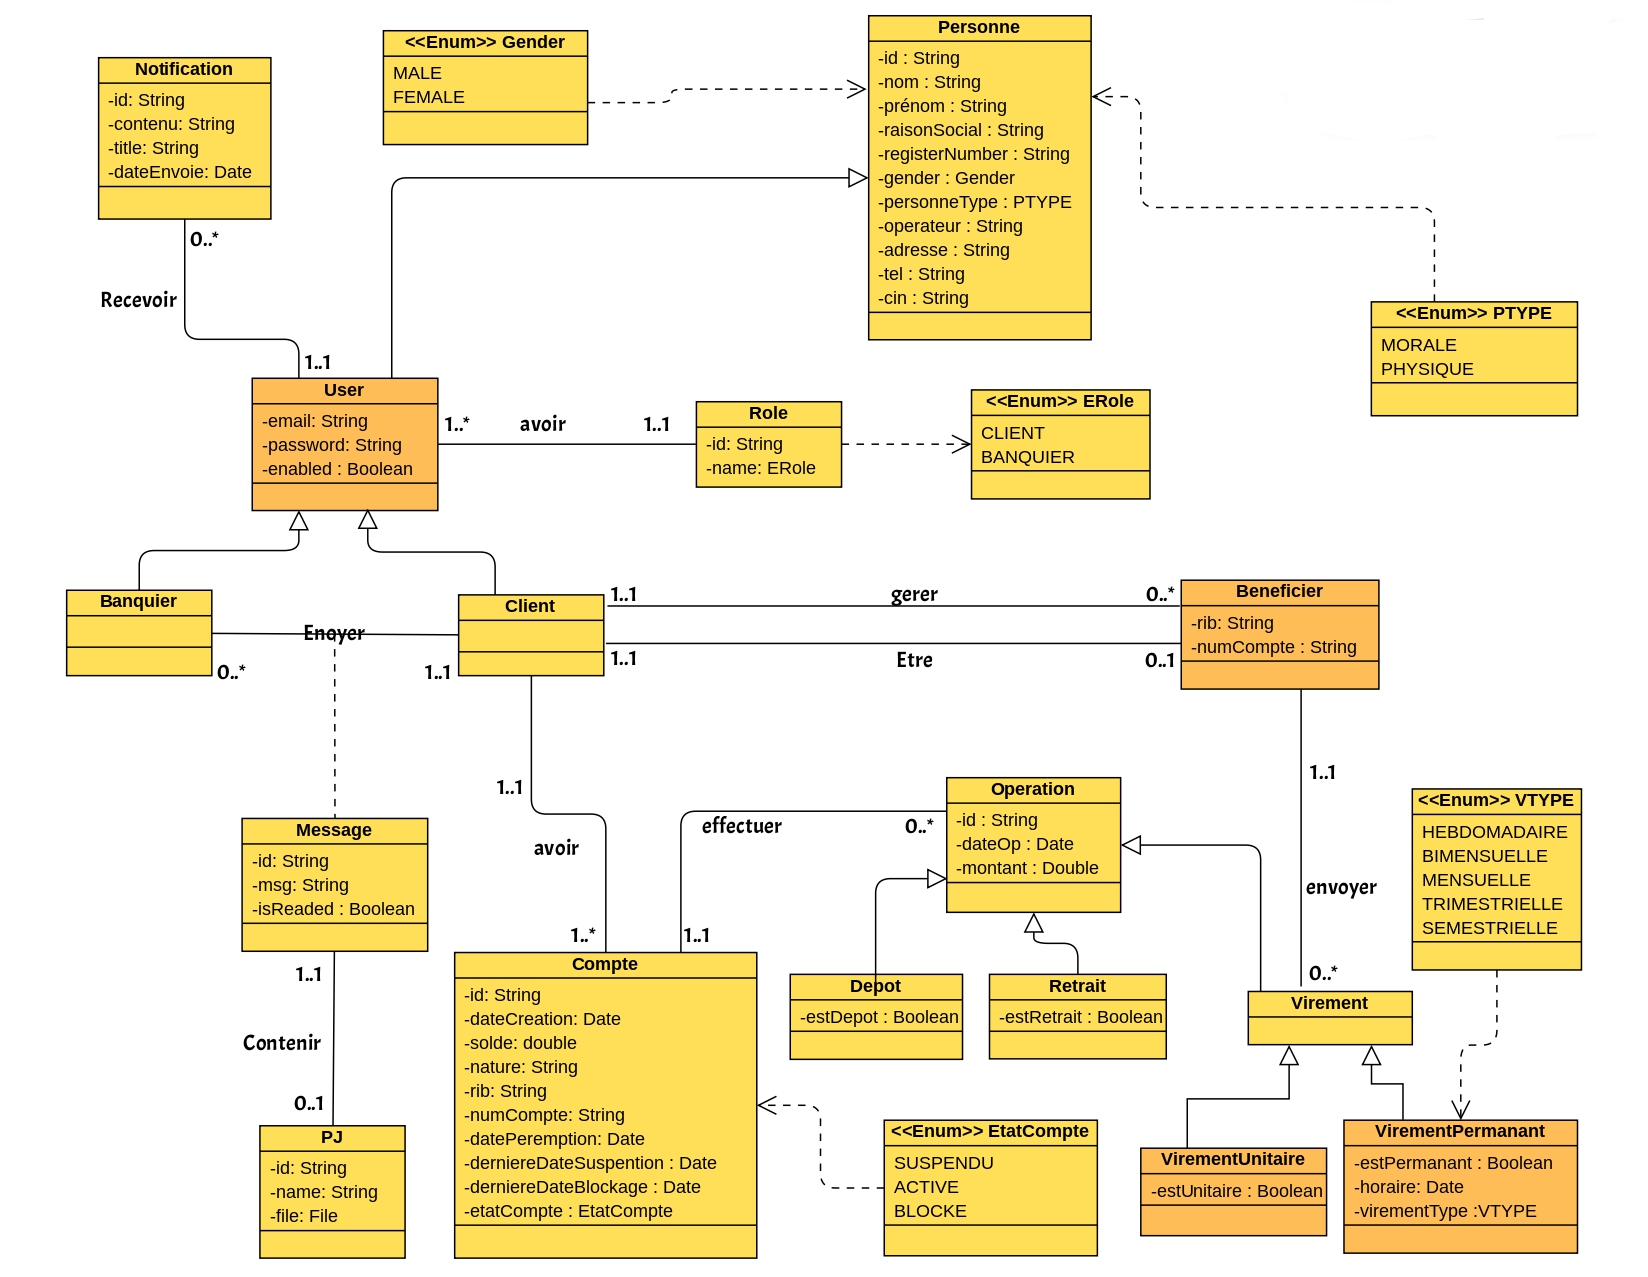 Personne
-id : String
-nom : String
-prénom : String
-raisonSocial : String
-registerNumber : String
-gender : Gender
-personneType : PTYPE
-operateur : String
-adresse : String
-tel : String
-cin : String
<<Enum>> Gender
MALE
FEMALE
Notification
-id: String
-contenu: String
-title: String
-dateEnvoie: Date
0..*
Recevoir
1..1
<<Enum>> PTYPE
MORALE
PHYSIQUE
User
-email: String
-password: String
-enabled : Boolean
1..*
avoir
1..1
Role
-id: String
-name: ERole
<<Enum>> ERole
CLIENT
BANQUIER
Banquier
Enoyer
0..*
1..1
Client
1..1
gerer
0..*
1..1
Etre
0..1
Beneficier
-rib: String
-numCompte : String
1..1
envoyer
0..*
1..1
avoir
1..*
effectuer
0..*
1..1
Operation
-id : String
-dateOp : Date
-montant : Double
<<Enum>> VTYPE
HEBDOMADAIRE
BIMENSUELLE
MENSUELLE
TRIMESTRIELLE
SEMESTRIELLE
Message
-id: String
-msg: String
-isReaded : Boolean
1..1
Contenir
0..1
PJ
-id: String
-name: String
-file: File
Compte
-id: String
-dateCreation: Date
-solde: double
-nature: String
-rib: String
-numCompte: String
-datePeremption: Date
-derniereDateSuspention : Date
-derniereDateBlockage : Date
-etatCompte : EtatCompte
Depot
-estDepot : Boolean
Retrait
-estRetrait : Boolean
Virement
<<Enum>> EtatCompte
SUSPENDU
ACTIVE
BLOCKE
VirementUnitaire
-estUnitaire : Boolean
VirementPermanant
-estPermanant : Boolean
-horaire: Date
-virementType :VTYPE